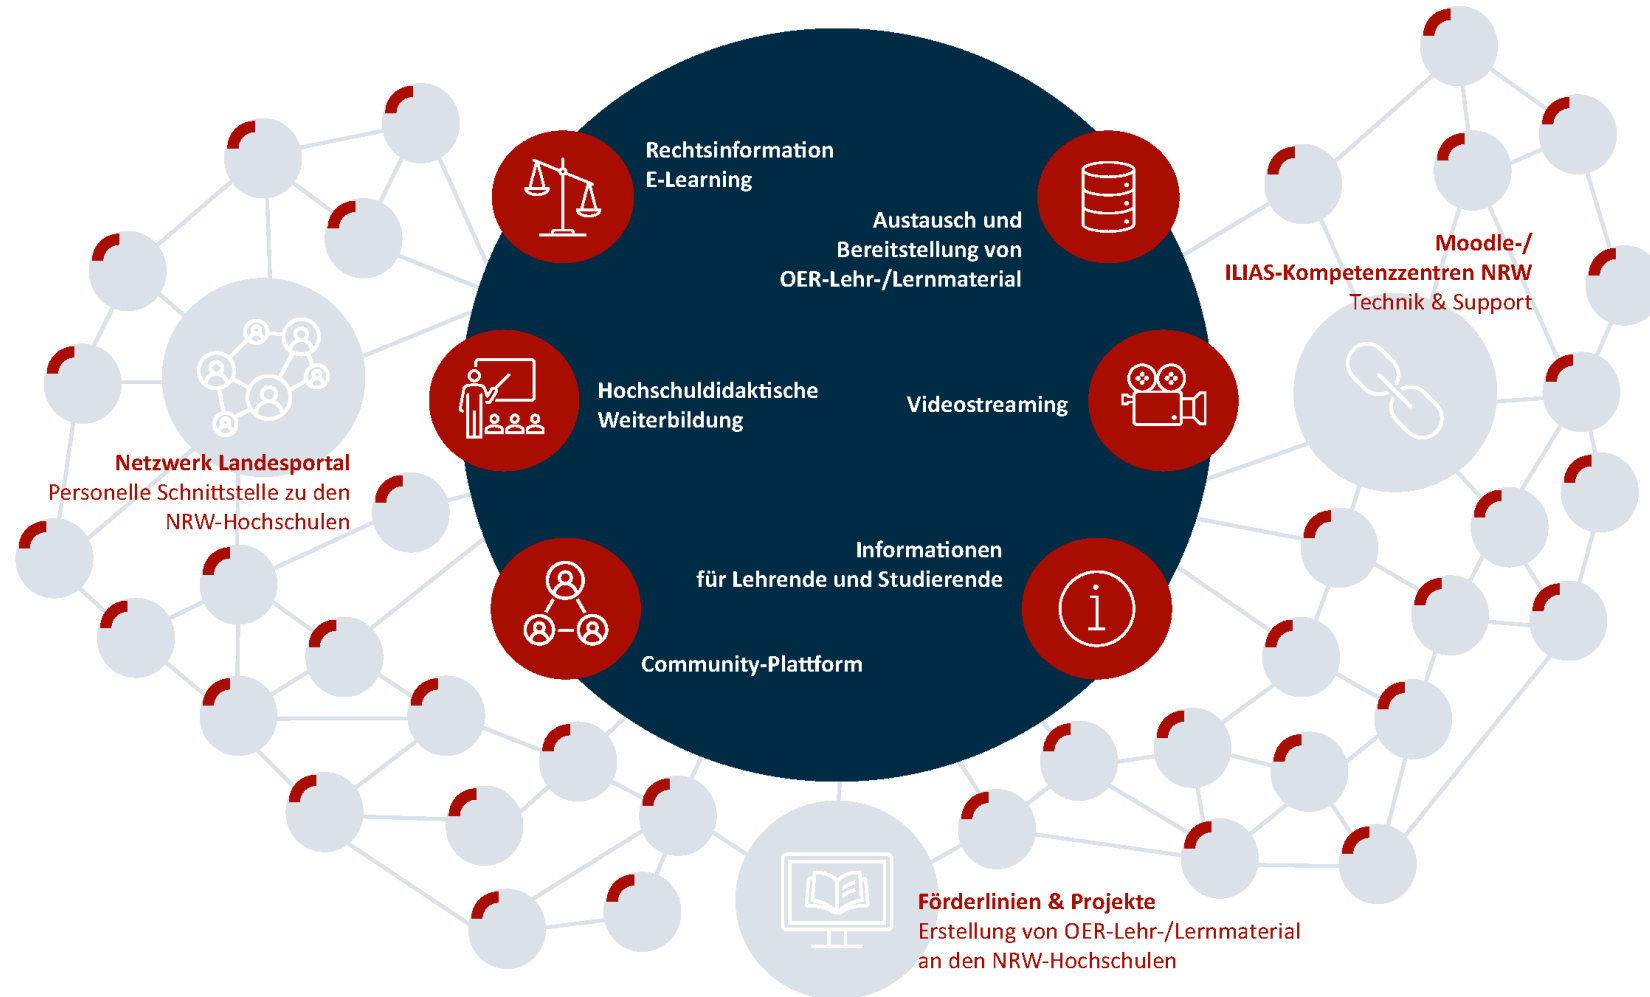 Rechtsinformation
E-Learning
Austausch und
Bereitstellung von
OER-Lehr-/Lernmaterial
Moodle-/
ILIAS-Kompetenzzentren NRW
Technik & Support
Hochschuldidaktische
Weiterbildung
Videostreaming
Netzwerk Landesportal
Personelle Schnittstelle zu den
NRW-Hochschulen
Informationen
für Lehrende und Studierende
i
Community-Plattform
Förderlinien & Projekte
Erstellung von OER-Lehr-/Lernmaterial
an den NRW-Hochschulen